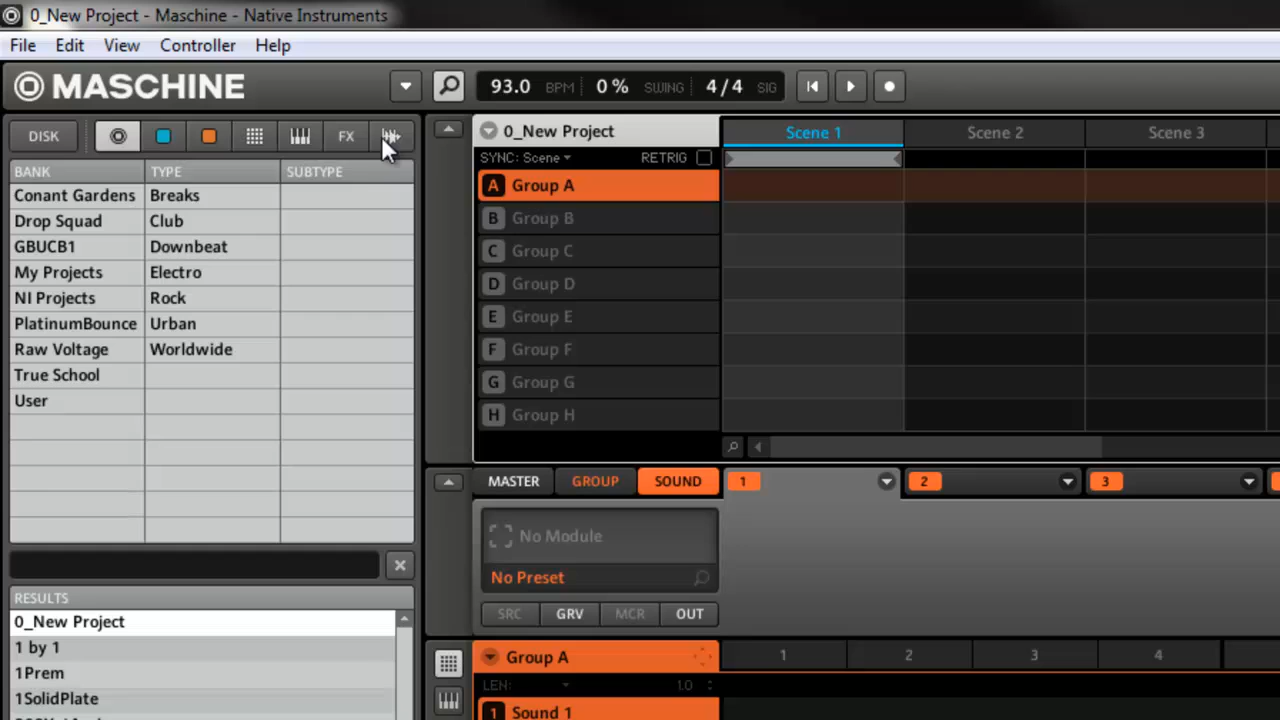 0_New Project - Maschine - Native Instruments
File Edit View Controller Help
MASCHINE
93.0 BPM 0% SWING 4/4 SIG
DISK FX
BANK TYPE SUBTYPE
Conant Gardens Breaks
Drop Squad Club
GBUCB1 Downbeat
My Projects Electro
NI Projects Rock
PlatinumBounce Urban
Raw Voltage Worldwide
True School
User
RESULTS
0_New Project
1 by 1
1Prem
1SolidPlate
0_New Project Scene 1 Scene 2 Scene 3
SYNC: Scene RETRIG
A Group A
B Group B
C Group C
D Group D
E Group E
F Group F
G Group G
H Group H
MASTER GROUP SOUND 1 2 3
No Module
No Preset
SRC GRV MCR OUT
Group A 1 2 3 4
LEN: 1.0
1 Sound 1